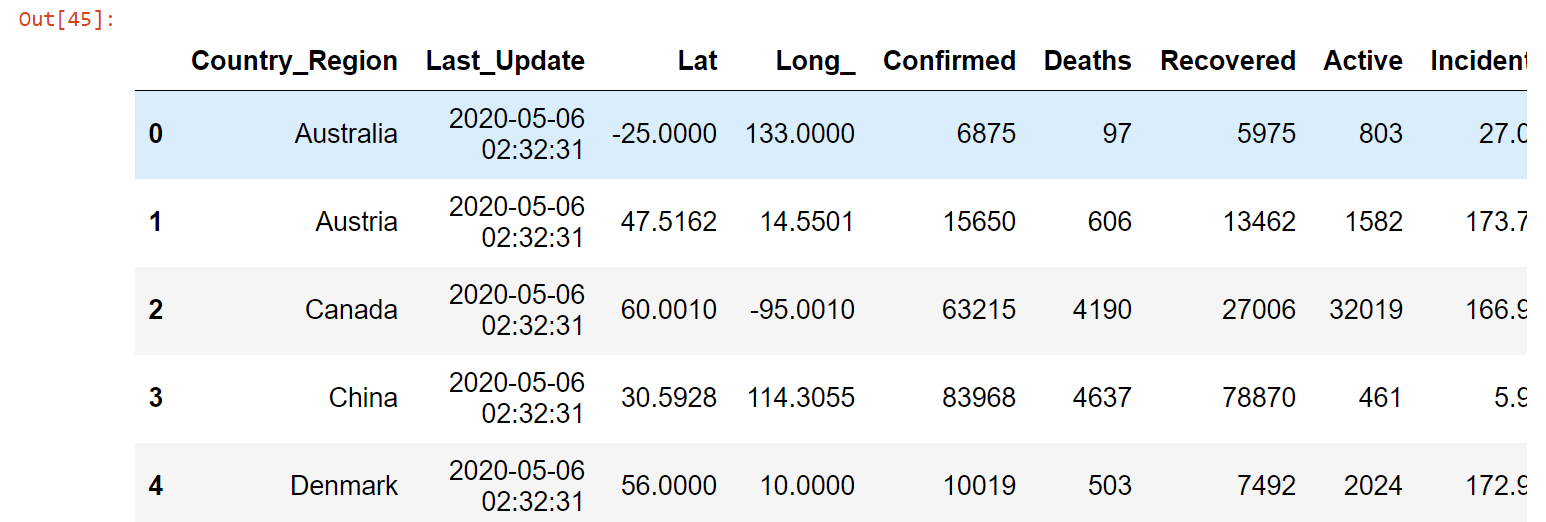 Out[45]:
Country_Region Last_Update Lat Long_ Confirmed Deaths Recovered Active Incident
0 Australia 2020-05-06 02:32:31 -25.0000 133.0000 6875 97 5975 803 27.0
1 Austria 2020-05-06 02:32:31 47.5162 14.5501 15650 606 13462 1582 173.7
2 Canada 2020-05-06 02:32:31 60.0010 -95.0010 63215 4190 27006 32019 166.9
3 China 2020-05-06 02:32:31 30.5928 114.3055 83968 4637 78870 461 5.9
4 Denmark 2020-05-06 02:32:31 56.0000 10.0000 10019 503 7492 2024 172.9